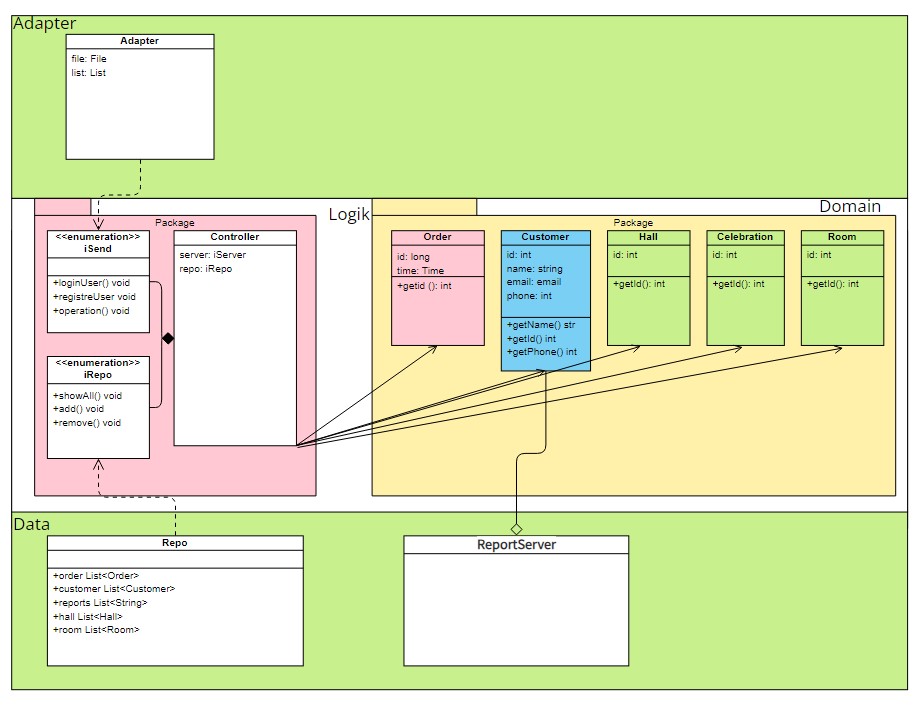 Adapter
Adapter
file: File
list: List
Logik
Domain
Package
<<enumeration>>
iSend
+loginUser() void
+registreUser void
+operation() void
<<enumeration>>
iRepo
+showAll() void
+add() void
+remove() void
Controller
server: iServer
repo: iRepo
Package
Order
id: long
time: Time
+getid (): int
Customer
id: int
name: string
email: email
phone: int
+getName() str
+getId() int
+getPhone() int
Hall
id: int
+getId(): int
Celebration
id: int
+getId(): int
Room
id: int
+getId(): int
Data
Repo
+order List<Order>
+customer List<Customer>
+reports List<String>
+hall List<Hall>
+room List<Room>
ReportServer